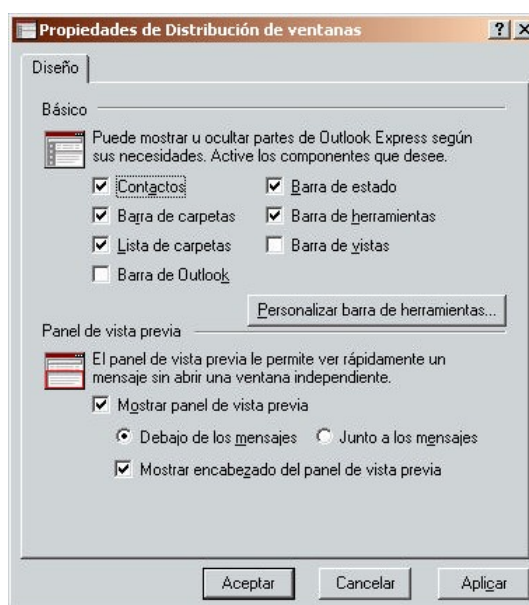 Propiedades de Distribución de ventanas
Diseño
Básico
Puede mostrar u ocultar partes de Outlook Express según
sus necesidades. Active los componentes que desee.
Contactos
Barra de estado
Barra de carpetas
Barra de herramientas
Lista de carpetas
Barra de vistas
Barra de Outlook
Personalizar barra de herramientas...
Panel de vista previa
El panel de vista previa le permite ver rápidamente un
mensaje sin abrir una ventana independiente.
Mostrar panel de vista previa
Debajo de los mensajes
Junto a los mensajes
Mostrar encabezado del panel de vista previa
Aceptar
Cancelar
Aplicar